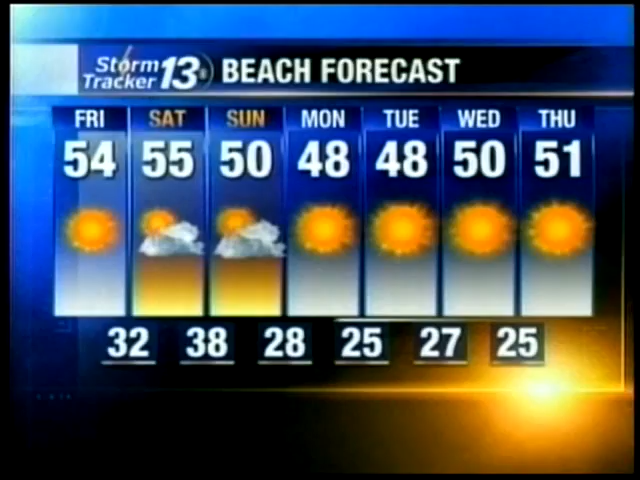 Storm
Tracker 13 BEACH FORECAST
FRI SAT SUN MON TUE WED THU
54 55 50 48 48 50 51
32 38 28 25 27 25